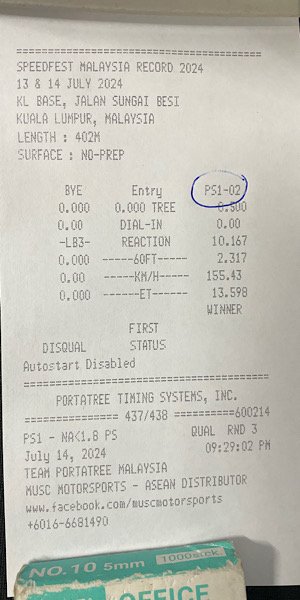 ==========================================
SPEEDFEST MALAYSIA RECORD 2024
13 & 14 JULY 2024
KL BASE, JALAN SUNGAI BESI
KUALA LUMPUR, MALAYSIA
LENGTH : 402M
SURFACE : NO-PREP
BYE Entry PS1-02
0.000 0.000 TREE 0.500
0.00 DIAL-IN 0.00
-LB3- REACTION 10.167
0.000 ------60FT----- 2.317
0.00 ------KM/H----- 155.43
0.000 ------ET------ 13.598
WINNER
FIRST
DISQUAL STATUS
Autostart Disabled
==========================================
PORTATREE TIMING SYSTEMS, INC.
============== 437/438 ==========600214
PS1 - NA<1.8 PS QUAL RND 3
July 14, 2024 09:29:02 PM
TEAM PORTATREE MALAYSIA
MUSC MOTORSPORTS - ASEAN DISTRIBUTOR
www.facebook.com/muscmotorsports
+6016-6681490
NO.10 5mm 1000stck.
OFFICE